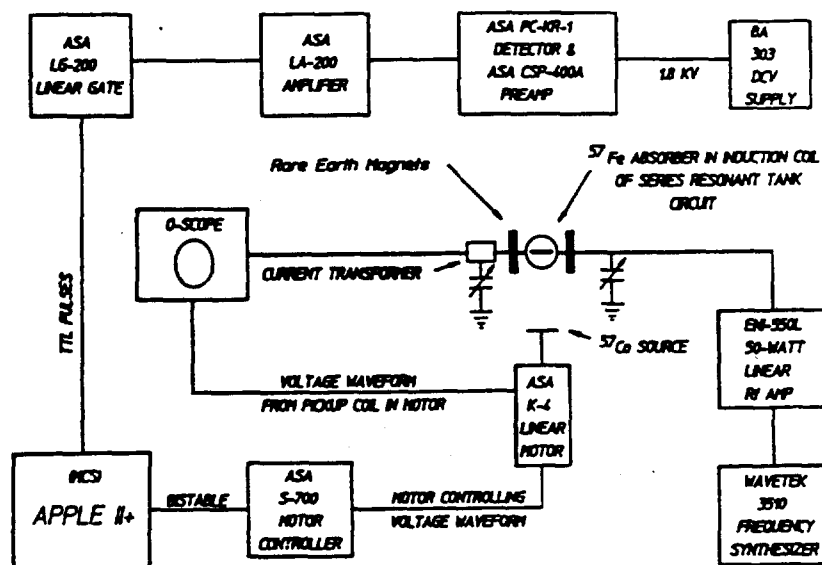 ASA
LG-200
LINEAR GATE
ASA
LA-200
AMPLIFIER
ASA PC-KR-1
DETECTOR &
ASA CSP-400A
PREAMP
1.8 KV
BA
303
DCV
SUPPLY
Rare Earth Magnets
57 Fe ABSORBER IN INDUCTION COIL
OF SERIES RESONANT TANK
CIRCUIT
O-SCOPE
CURRENT TRANSFORMER
TTL PULSES
57 Co SOURCE
ENI-550L
50-WATT
LINEAR
Rf AMP
VOLTAGE WAVEFORM
FROM PICKUP COIL IN MOTOR
ASA
K-4
LINEAR
MOTOR
(MCS)
APPLE II+
BISTABLE
ASA
S-700
MOTOR
CONTROLLER
MOTOR CONTROLLING
VOLTAGE WAVEFORM
WAVETEK
3510
FREQUENCY
SYNTHESIZER